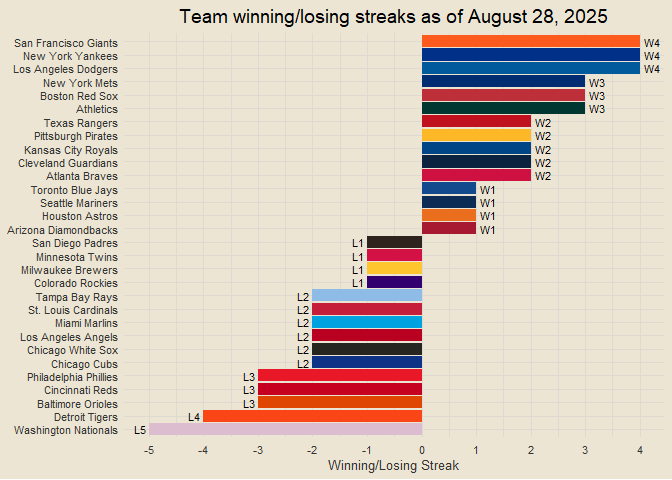 Team winning/losing streaks as of August 28, 2025
San Francisco Giants W4
New York Yankees W4
Los Angeles Dodgers W4
New York Mets W3
Boston Red Sox W3
Athletics W3
Texas Rangers W2
Pittsburgh Pirates W2
Kansas City Royals W2
Cleveland Guardians W2
Atlanta Braves W2
Toronto Blue Jays W1
Seattle Mariners W1
Houston Astros W1
Arizona Diamondbacks W1
San Diego Padres L1
Minnesota Twins L1
Milwaukee Brewers L1
Colorado Rockies L1
Tampa Bay Rays L2
St. Louis Cardinals L2
Miami Marlins L2
Los Angeles Angels L2
Chicago White Sox L2
Chicago Cubs L2
Philadelphia Phillies L3
Cincinnati Reds L3
Baltimore Orioles L3
Detroit Tigers L4
Washington Nationals L5
-5 -4 -3 -2 -1 0 1 2 3 4
Winning/Losing Streak